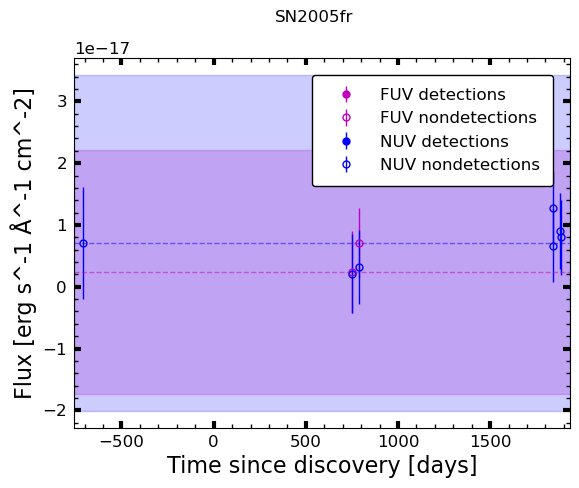 SN2005fr
1e−17
FUV detections
FUV nondetections
NUV detections
NUV nondetections
3
2
1
0
−1
−2
Flux [erg s^-1 Å^-1 cm^-2]
−500
0
500
1000
1500
Time since discovery [days]